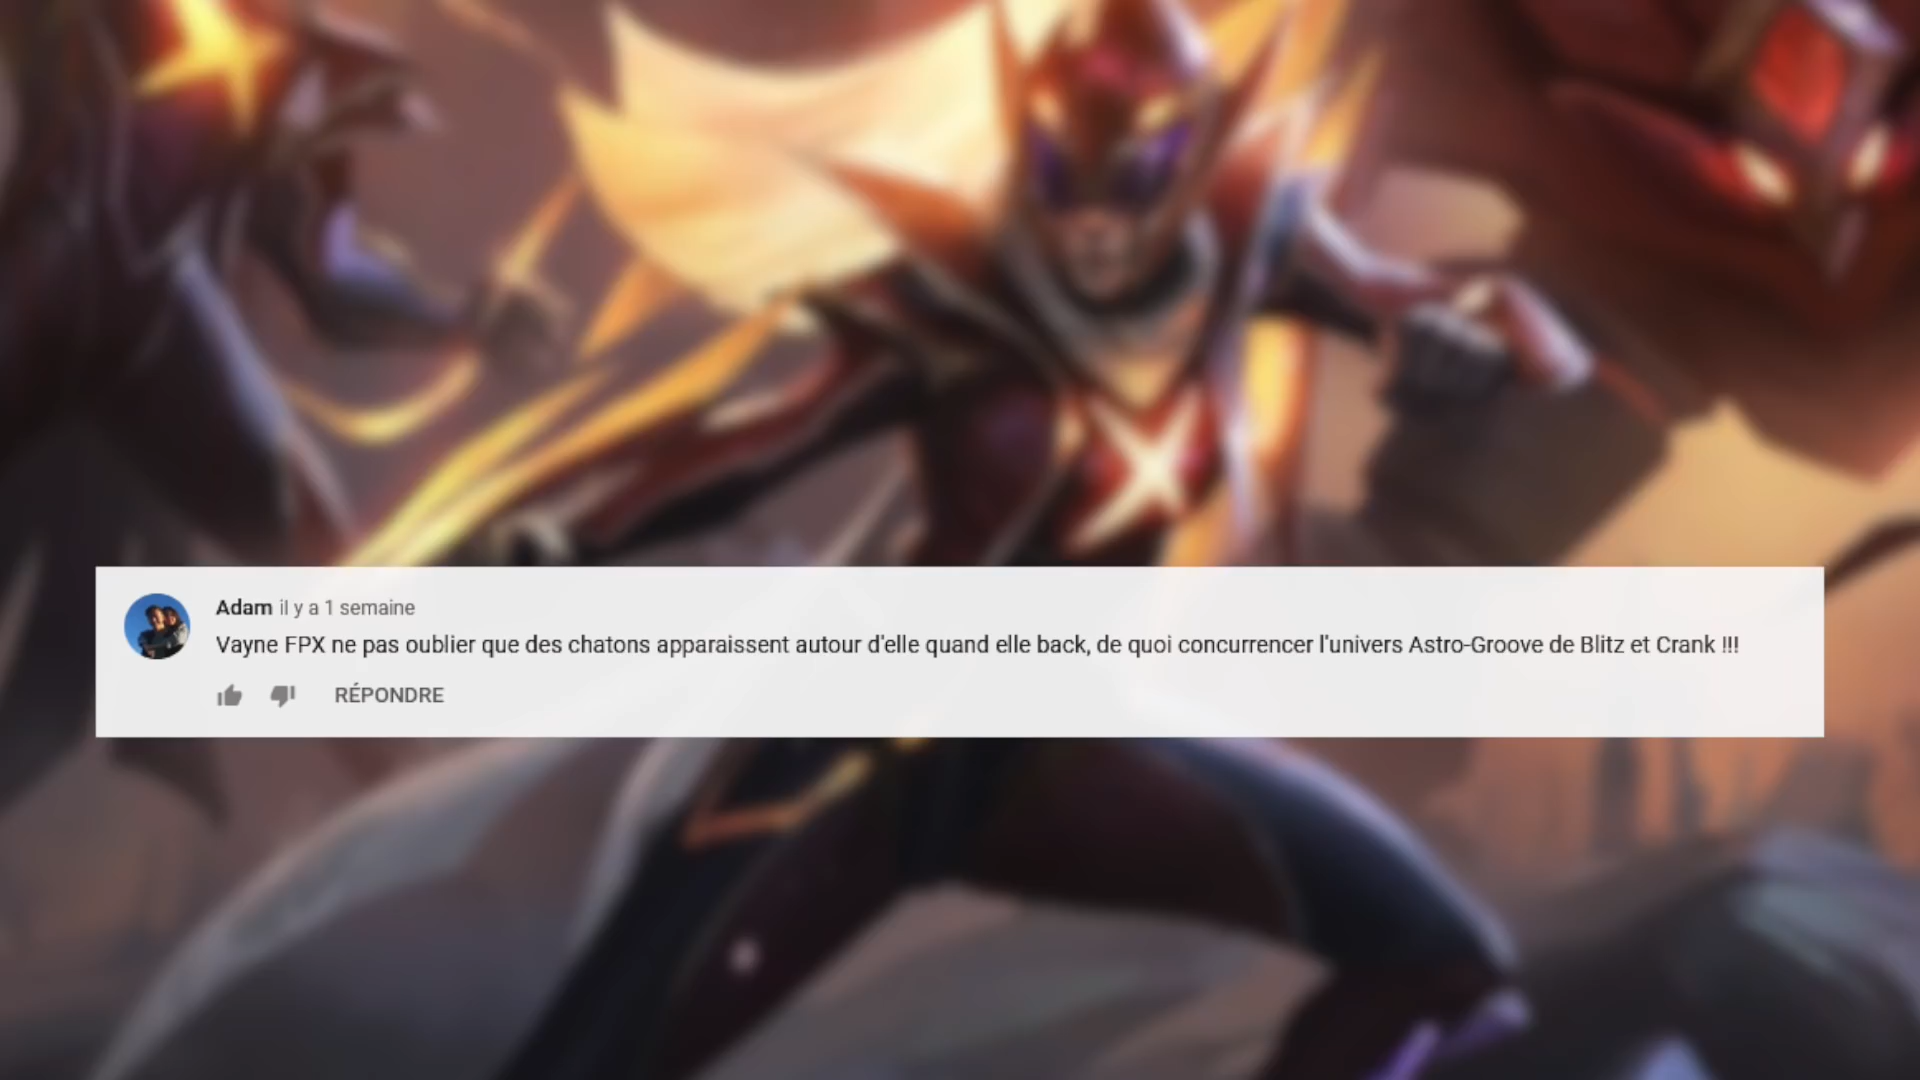 Adam il y a 1 semaine
Vayne FPX ne pas oublier que des chatons apparaissent autour d'elle quand elle back, de quoi concurrencer l'univers Astro-Groove de Blitz et Crank !!!
RÉPONDRE